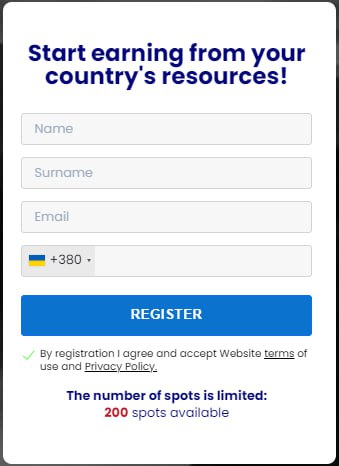 Start earning from your
country's resources!
Name
Surname
Email
+380
REGISTER
By registration I agree and accept Website terms of
use and Privacy Policy.
The number of spots is limited:
200 spots available